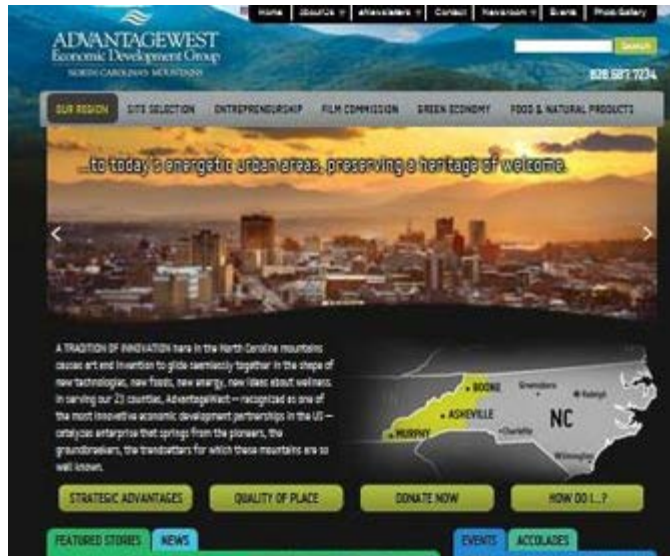 Home About Us eNewsletters Contact Newsroom Events Photo Gallery
ADVANTAGEWEST
Economic Development Group
NORTH CAROLINA'S MOUNTAINS
Search
828.687.7234
OUR REGION SITE SELECTION ENTREPRENEURSHIP FILM COMMISSION GREEN ECONOMY FOOD & NATURAL PRODUCTS
...to today's energetic urban areas, preserving a heritage of welcome.
A TRADITION OF INNOVATION here in the North Carolina mountains
causes art and invention to glide seamlessly together in the shape of
new technologies, new foods, new energy, new ideas about wellness.
In serving our 23 counties, AdvantageWest—recognized as one of
the most innovative economic development partnerships in the US—
catalyzes enterprise that springs from the pioneers, the
groundbreakers, the trendsetters for which these mountains are so
well known.
BOONE
Greensboro
Raleigh
ASHEVILLE
NC
MURPHY
Charlotte
Wilmington
STRATEGIC ADVANTAGES QUALITY OF PLACE DONATE NOW HOW DO I...?
FEATURED STORIES NEWS EVENTS ACCOLADES